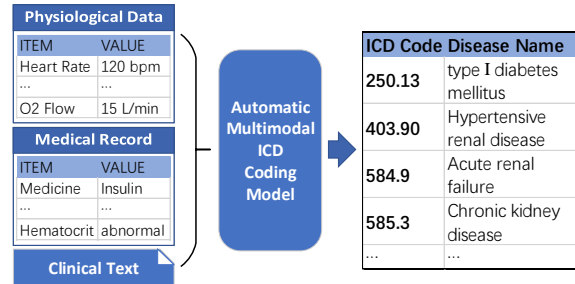 Physiological Data
ITEM VALUE
Heart Rate 120 bpm
... ...
O2 Flow 15 L/min
Medical Record
ITEM VALUE
Medicine Insulin
... ...
Hematocrit abnormal
Clinical Text
Automatic
Multimodal
ICD
Coding
Model
ICD Code Disease Name
250.13 type I diabetes
mellitus
403.90 Hypertensive
renal disease
584.9 Acute renal
failure
585.3 Chronic kidney
disease
... ...